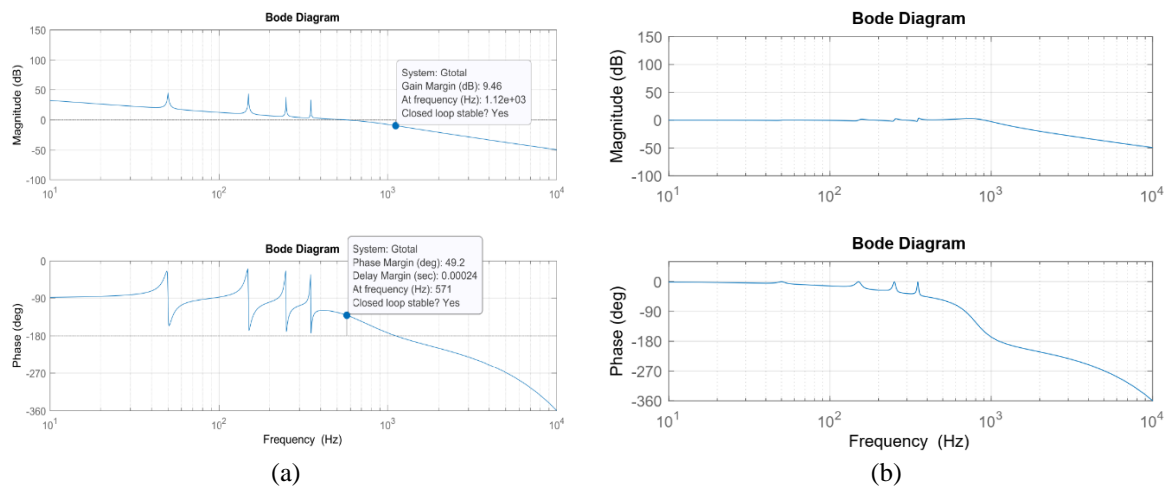 Bode Diagram
150
100
50
0
-50
-100
Magnitude (dB)
10^1
10^2
10^3
10^4
System: Gtotal
Gain Margin (dB): 9.46
At frequency (Hz): 1.12e+03
Closed loop stable? Yes
Bode Diagram
0
-90
-180
-270
-360
Phase (deg)
10^1
10^2
10^3
10^4
Frequency (Hz)
System: Gtotal
Phase Margin (deg): 49.2
Delay Margin (sec): 0.00024
At frequency (Hz): 571
Closed loop stable? Yes
(a)
Bode Diagram
150
100
50
0
-50
-100
Magnitude (dB)
10^1
10^2
10^3
10^4
Bode Diagram
0
-90
-180
-270
-360
Phase (deg)
10^1
10^2
10^3
10^4
Frequency (Hz)
(b)